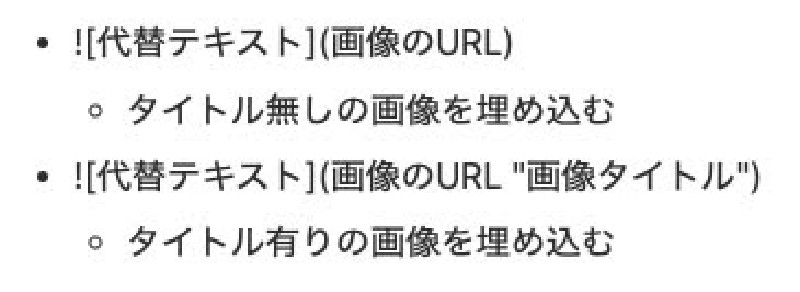 • ![代替テキスト](画像のURL)
◦ タイトル無しの画像を埋め込む
• ![代替テキスト](画像のURL "画像タイトル")
◦ タイトル有りの画像を埋め込む